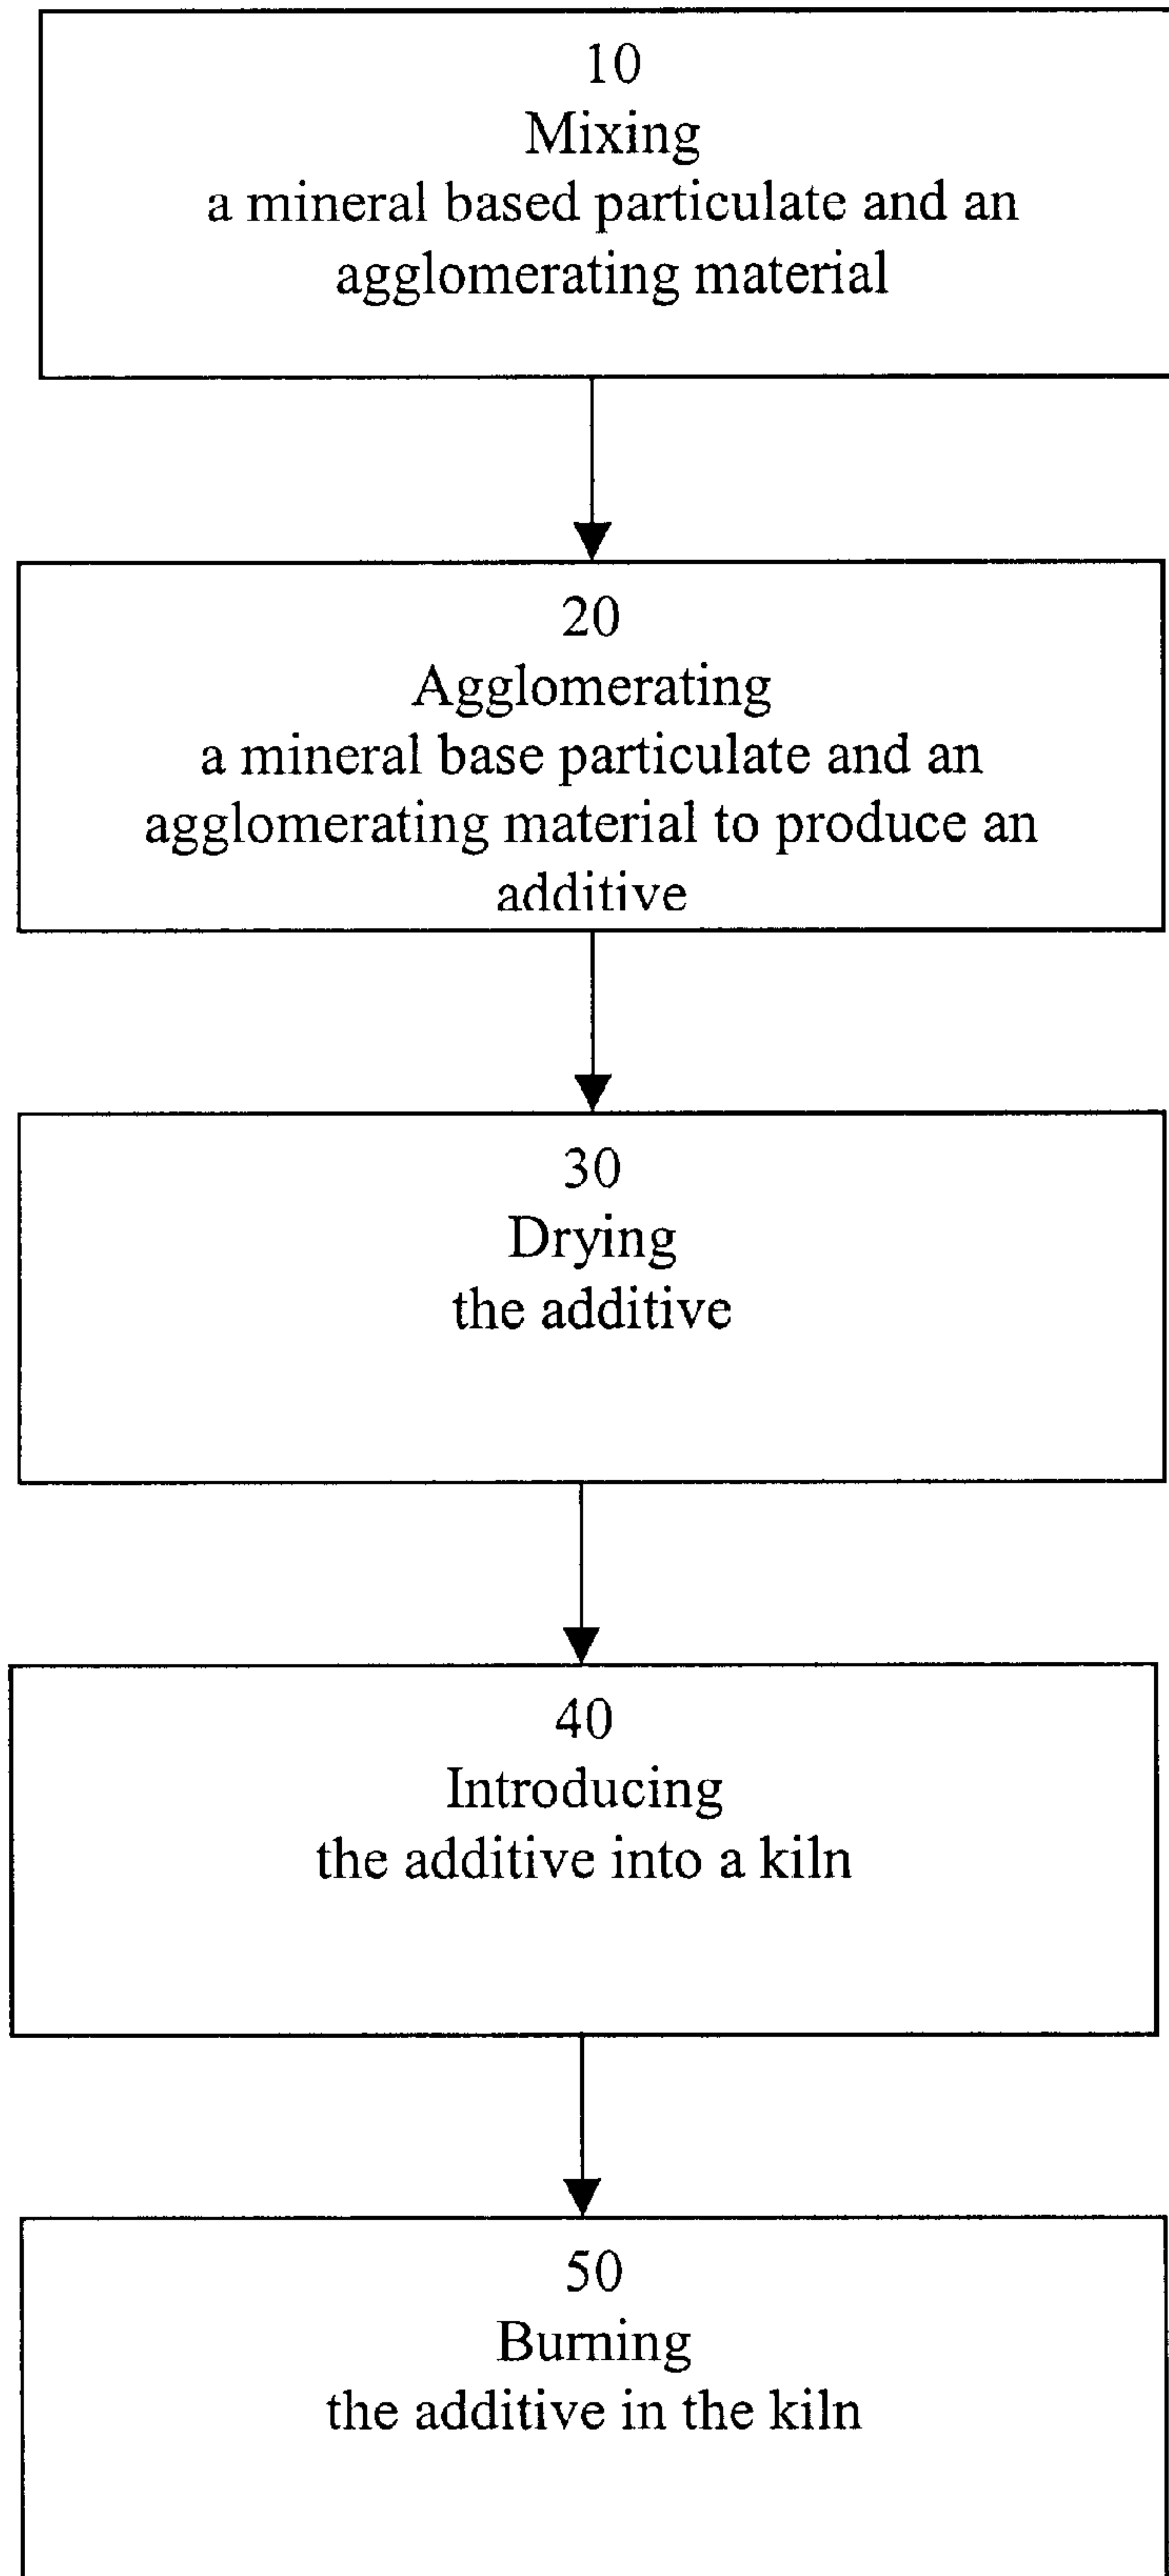 10
Mixing
a mineral based particulate and an
agglomerating material
20
Agglomerating
a mineral base particulate and an
agglomerating material to produce an
additive
30
Drying
the additive
40
Introducing
the additive into a kiln
50
Burning
the additive in the kiln